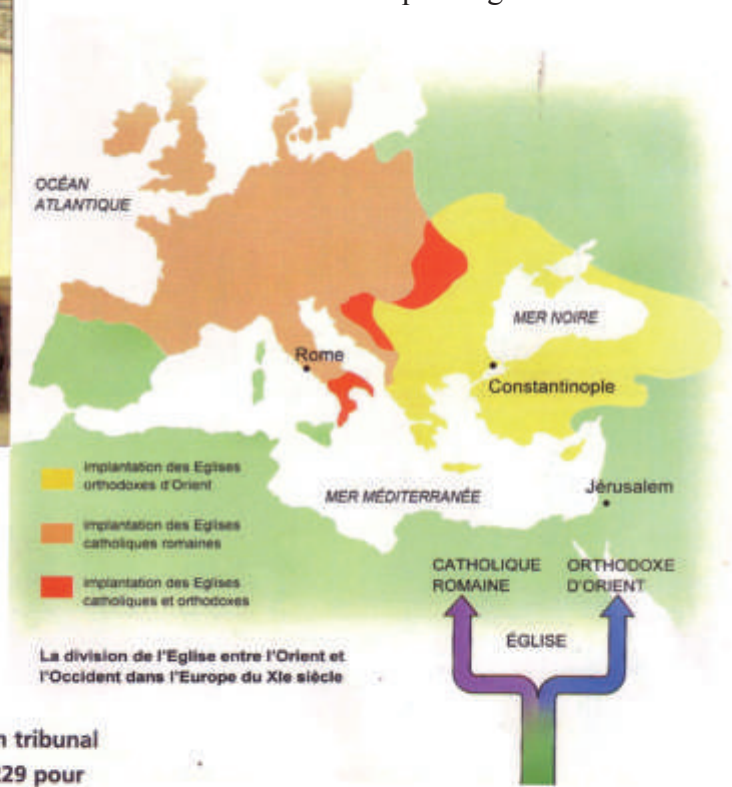 OCÉAN
ATLANTIQUE
MER NOIRE
Rome
Constantinople
implantation des Eglises
orthodoxes d'Orient
MER MÉDITERRANÉE
Jérusalem
implantation des Eglises
catholiques romaines
implantation des Eglises
catholiques et orthodoxes
CATHOLIQUE
ROMAINE
ORTHODOXE
D'ORIENT
ÉGLISE
La division de l'Eglise entre l'Orient et
l'Occident dans l'Europe du XIe siècle
tribunal
pour